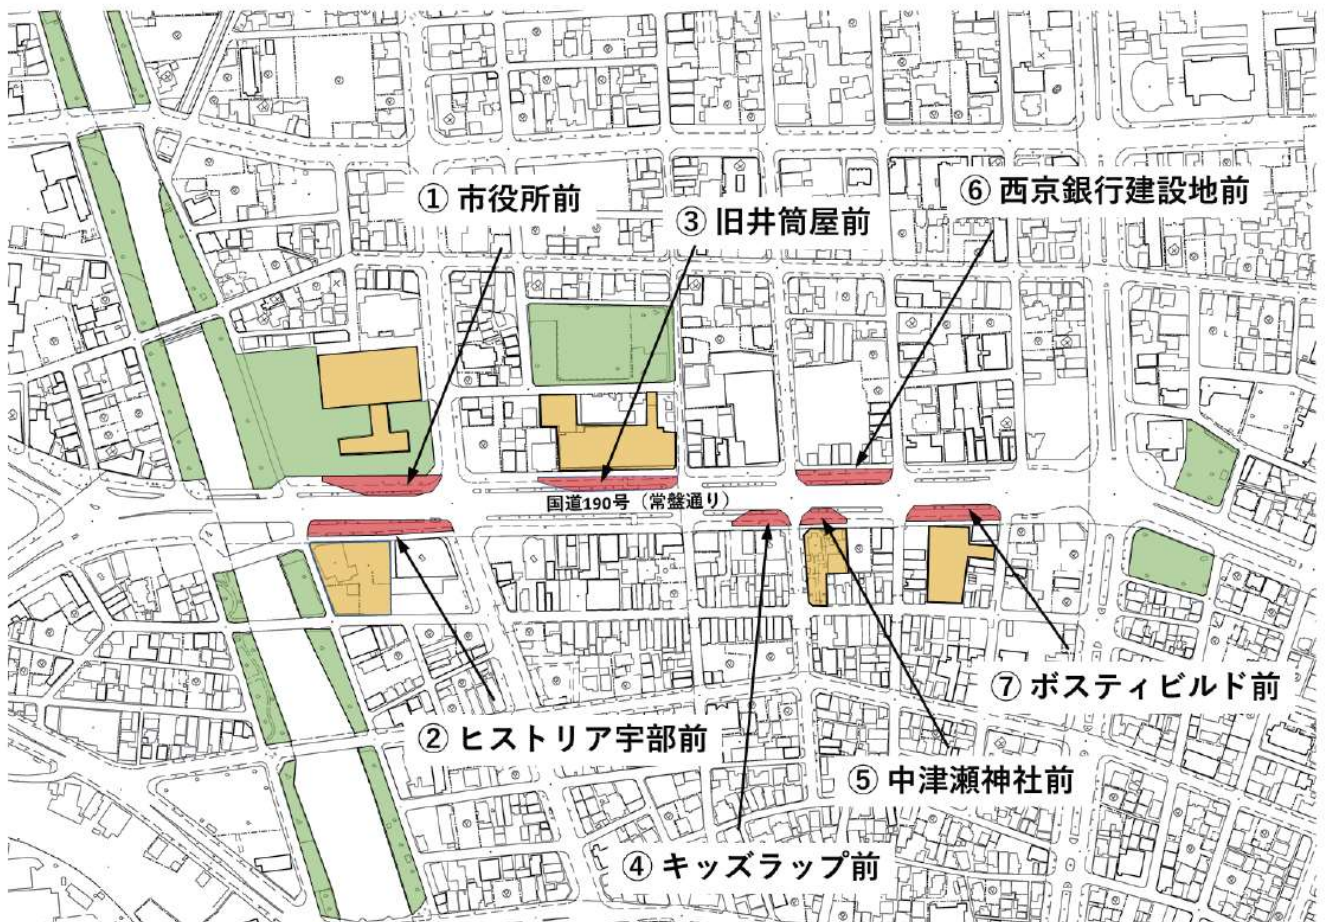 ① 市役所前
⑥ 西京銀行建設地前
③ 旧井筒屋前
国道190号（常盤通り）
⑦ ボスティビルド前
② ヒストリア宇部前
⑤ 中津瀬神社前
④ キッズラップ前